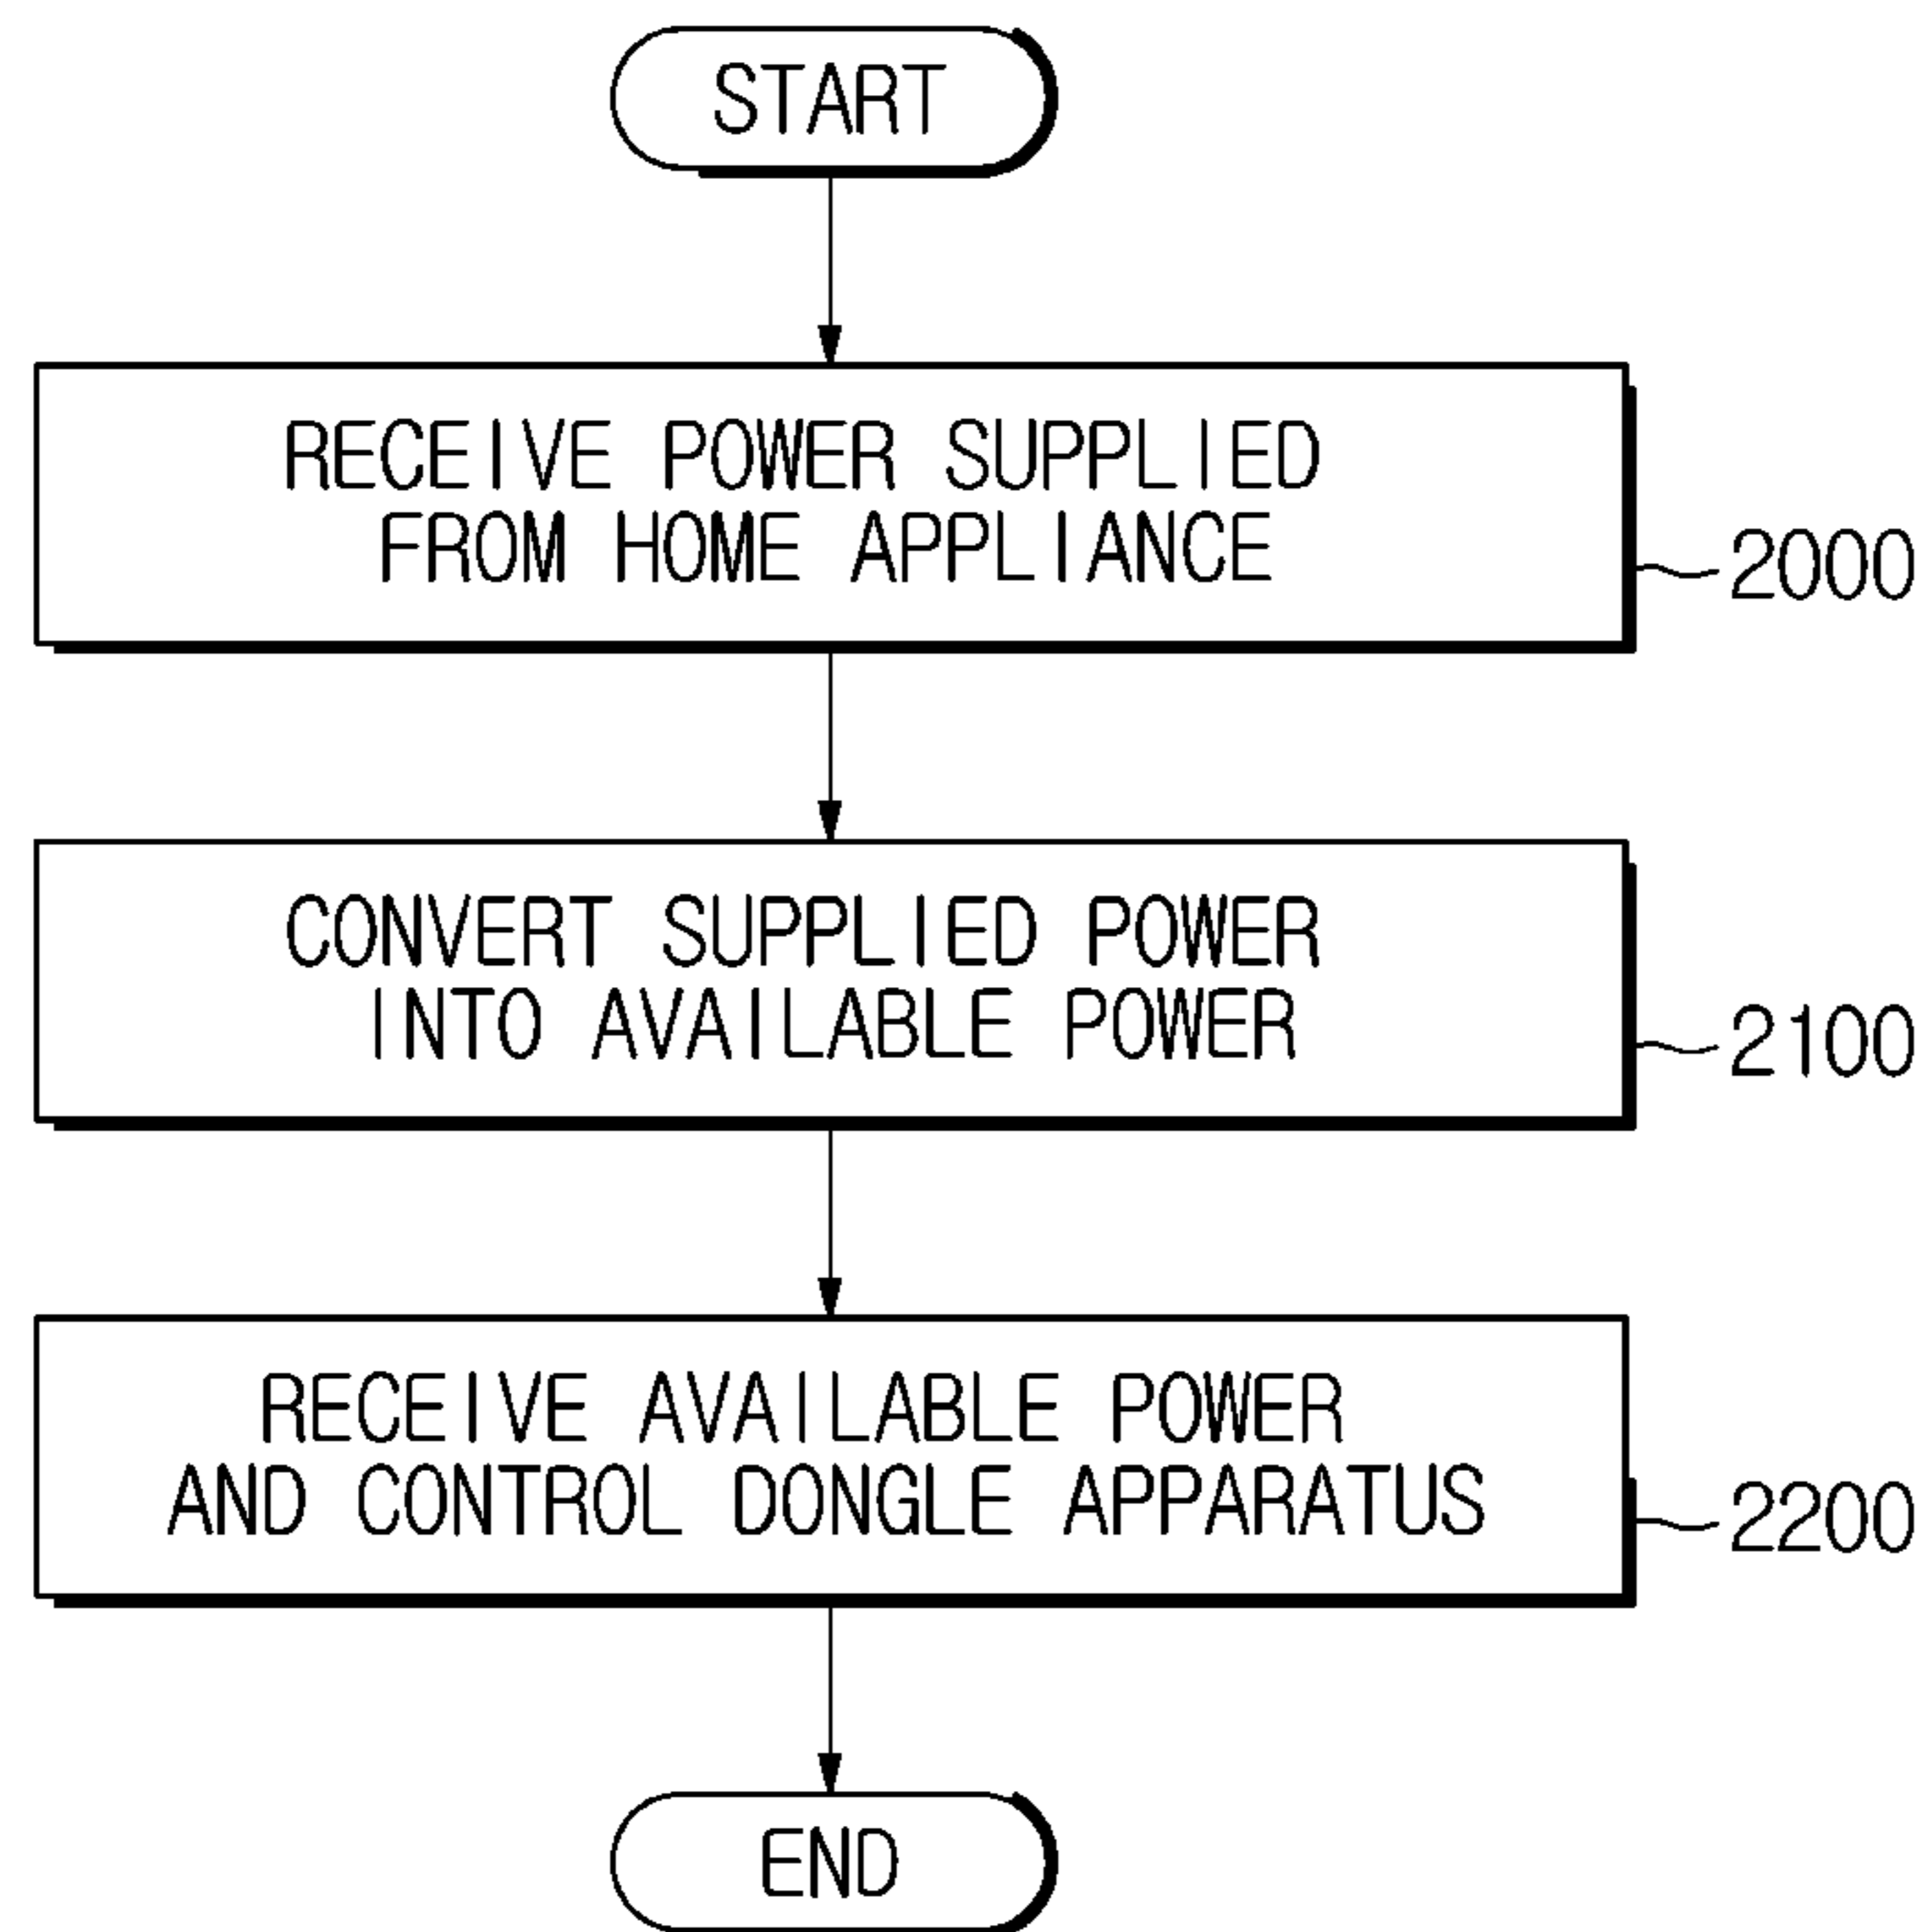 START
RECEIVE POWER SUPPLIED
FROM HOME APPLIANCE
2000
CONVERT SUPPLIED POWER
INTO AVAILABLE POWER
2100
RECEIVE AVAILABLE POWER
AND CONTROL DONGLE APPARATUS
2200
END